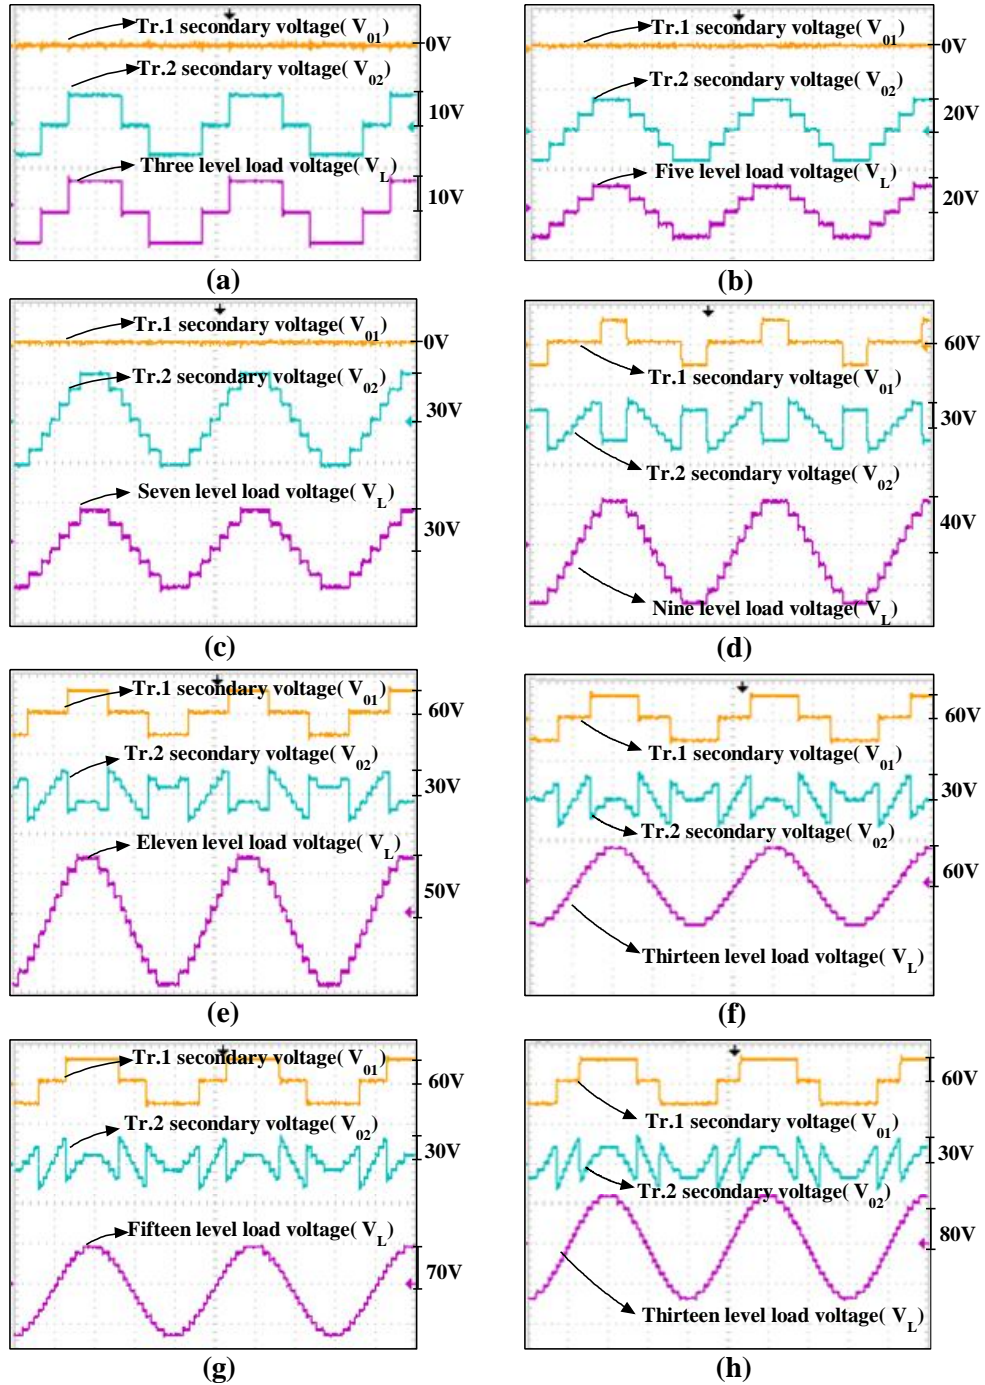 Tr.1 secondary voltage( V01)
0V
Tr.2 secondary voltage( V02)
10V
Three level load voltage( VL)
10V
(a)
Tr.1 secondary voltage( V01)
0V
Tr.2 secondary voltage( V02)
20V
Five level load voltage( VL)
20V
(b)
Tr.1 secondary voltage( V01)
0V
Tr.2 secondary voltage( V02)
30V
Seven level load voltage( VL)
30V
(c)
60V
Tr.1 secondary voltage( V01)
30V
Tr.2 secondary voltage( V02)
40V
Nine level load voltage( VL)
(d)
Tr.1 secondary voltage( V01)
60V
Tr.2 secondary voltage( V02)
30V
Eleven level load voltage( VL)
50V
(e)
60V
Tr.1 secondary voltage( V01)
30V
Tr.2 secondary voltage( V02)
60V
Thirteen level load voltage( VL)
(f)
Tr.1 secondary voltage( V01)
60V
Tr.2 secondary voltage( V02)
30V
Fifteen level load voltage( VL)
70V
(g)
60V
Tr.1 secondary voltage( V01)
30V
Tr.2 secondary voltage( V02)
80V
Thirteen level load voltage( VL)
(h)